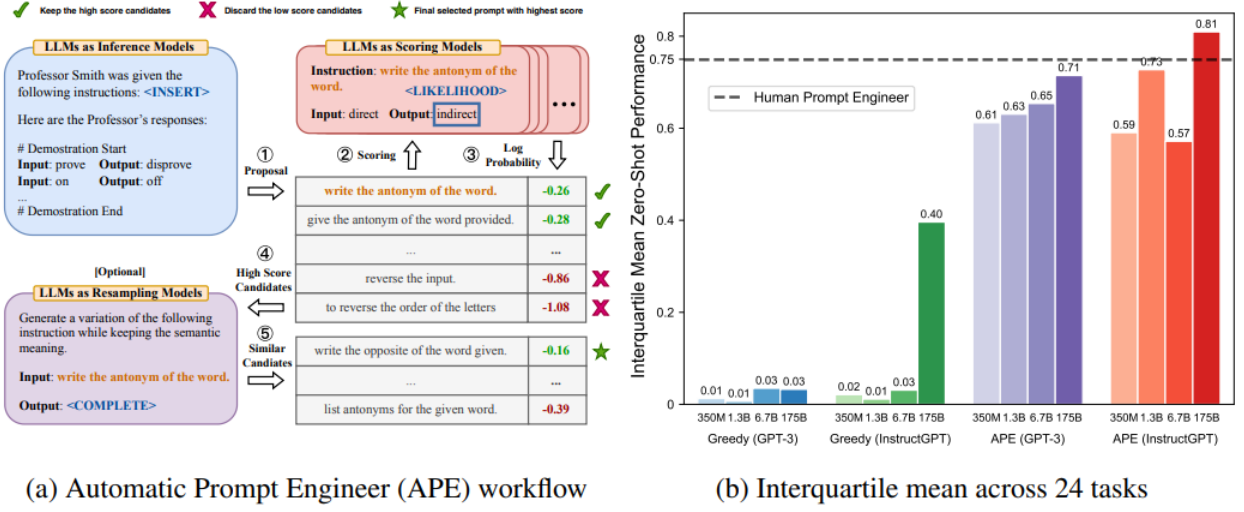 Keep the high score candidates
Discard the low score candidates
Final selected prompt with highest score
LLMs as Inference Models
Professor Smith was given the
following instructions: <INSERT>
Here are the Professor's responses:
# Demostration Start
Input: prove Output: disprove
Input: on Output: off
...
# Demostration End
LLMs as Scoring Models
Instruction: write the antonym of the
word.
<LIKELIHOOD>
Input: direct Output: indirect
...
① Proposal
② Scoring
③ Log
Probability
write the antonym of the word. -0.26
give the antonym of the word provided. -0.28
... ...
reverse the input. -0.86
to reverse the order of the letters -1.08
④
High Score
Candidates
[Optional]
LLMs as Resampling Models
Generate a variation of the following
instruction while keeping the semantic
meaning.
Input: write the antonym of the word.
Output: <COMPLETE>
⑤
Similar
Candiates
write the opposite of the word given. -0.16
... ...
list antonyms for the given word. -0.39
(a) Automatic Prompt Engineer (APE) workflow
Interquartile Mean Zero-Shot Performance
0.8
0.75
0.6
0.4
0.2
0
Human Prompt Engineer
0.01 0.01 0.03 0.03
0.02 0.01 0.03 0.40
0.61 0.63 0.65 0.71
0.59 0.73 0.57 0.81
350M 1.3B 6.7B 175B
Greedy (GPT-3)
350M 1.3B 6.7B 175B
Greedy (InstructGPT)
350M 1.3B 6.7B 175B
APE (GPT-3)
350M 1.3B 6.7B 175B
APE (InstructGPT)
(b) Interquartile mean across 24 tasks